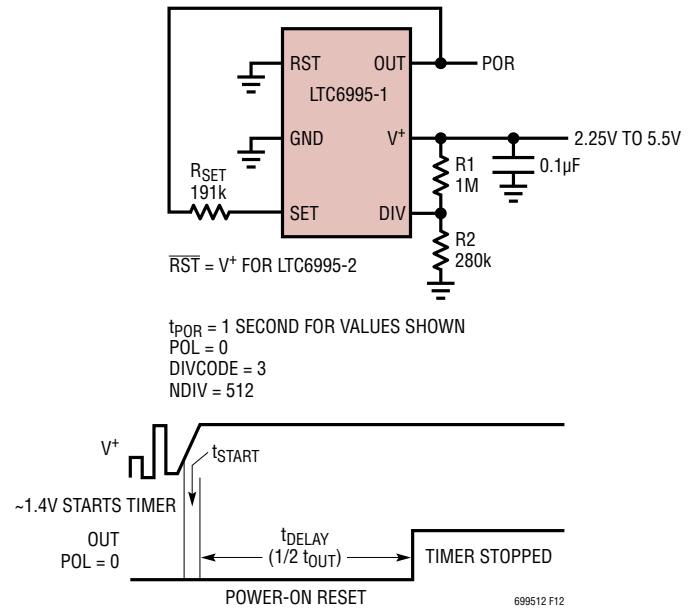 RST
OUT
POR
LTC6995-1
GND
V+
2.25V TO 5.5V
RSET
191k
R1
1M
0.1µF
SET
DIV
R2
280k
R̅S̅T̅ = V+ FOR LTC6995-2
tPOR = 1 SECOND FOR VALUES SHOWN
POL = 0
DIVCODE = 3
NDIV = 512
V+
tSTART
~1.4V STARTS TIMER
OUT
POL = 0
tDELAY
(1/2 tOUT)
TIMER STOPPED
POWER-ON RESET
699512 F12